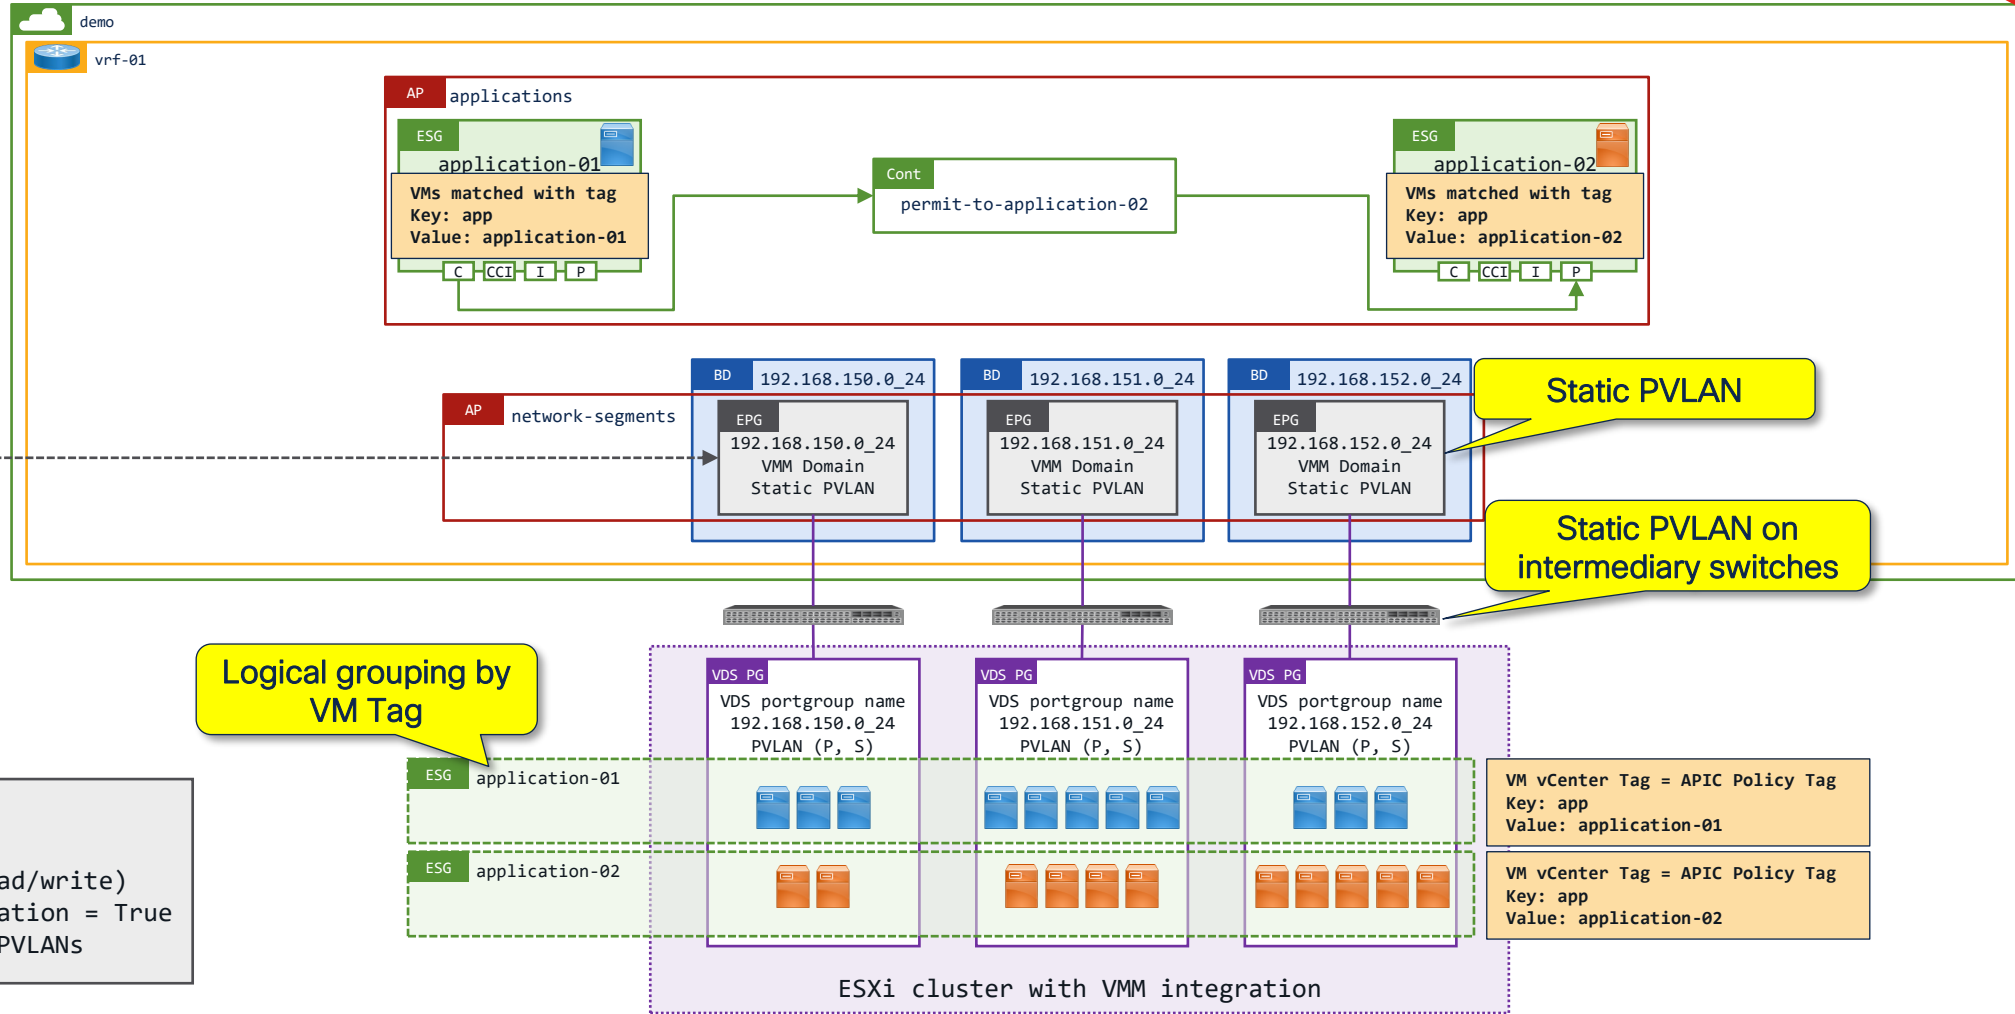 demo
vrf-01
AP
applications
ESG
application-01
VMs matched with tag
Key: app
Value: application-01
C CCI I P
Cont
permit-to-application-02
ESG
application-02
VMs matched with tag
Key: app
Value: application-02
C CCI I P
AP
network-segments
BD
192.168.150.0_24
EPG
192.168.150.0_24
VMM Domain
Static PVLAN
BD
192.168.151.0_24
EPG
192.168.151.0_24
VMM Domain
Static PVLAN
BD
192.168.152.0_24
EPG
192.168.152.0_24
VMM Domain
Static PVLAN
Static PVLAN
Static PVLAN on
intermediary switches
Logical grouping by
VM Tag
VDS PG
VDS portgroup name
192.168.150.0_24
PVLAN (P, S)
VDS PG
VDS portgroup name
192.168.151.0_24
PVLAN (P, S)
VDS PG
VDS portgroup name
192.168.152.0_24
PVLAN (P, S)
ESG
application-01
VM vCenter Tag = APIC Policy Tag
Key: app
Value: application-01
ESG
application-02
VM vCenter Tag = APIC Policy Tag
Key: app
Value: application-02
ad/write)
ation = True
PVLANs
ESXi cluster with VMM integration